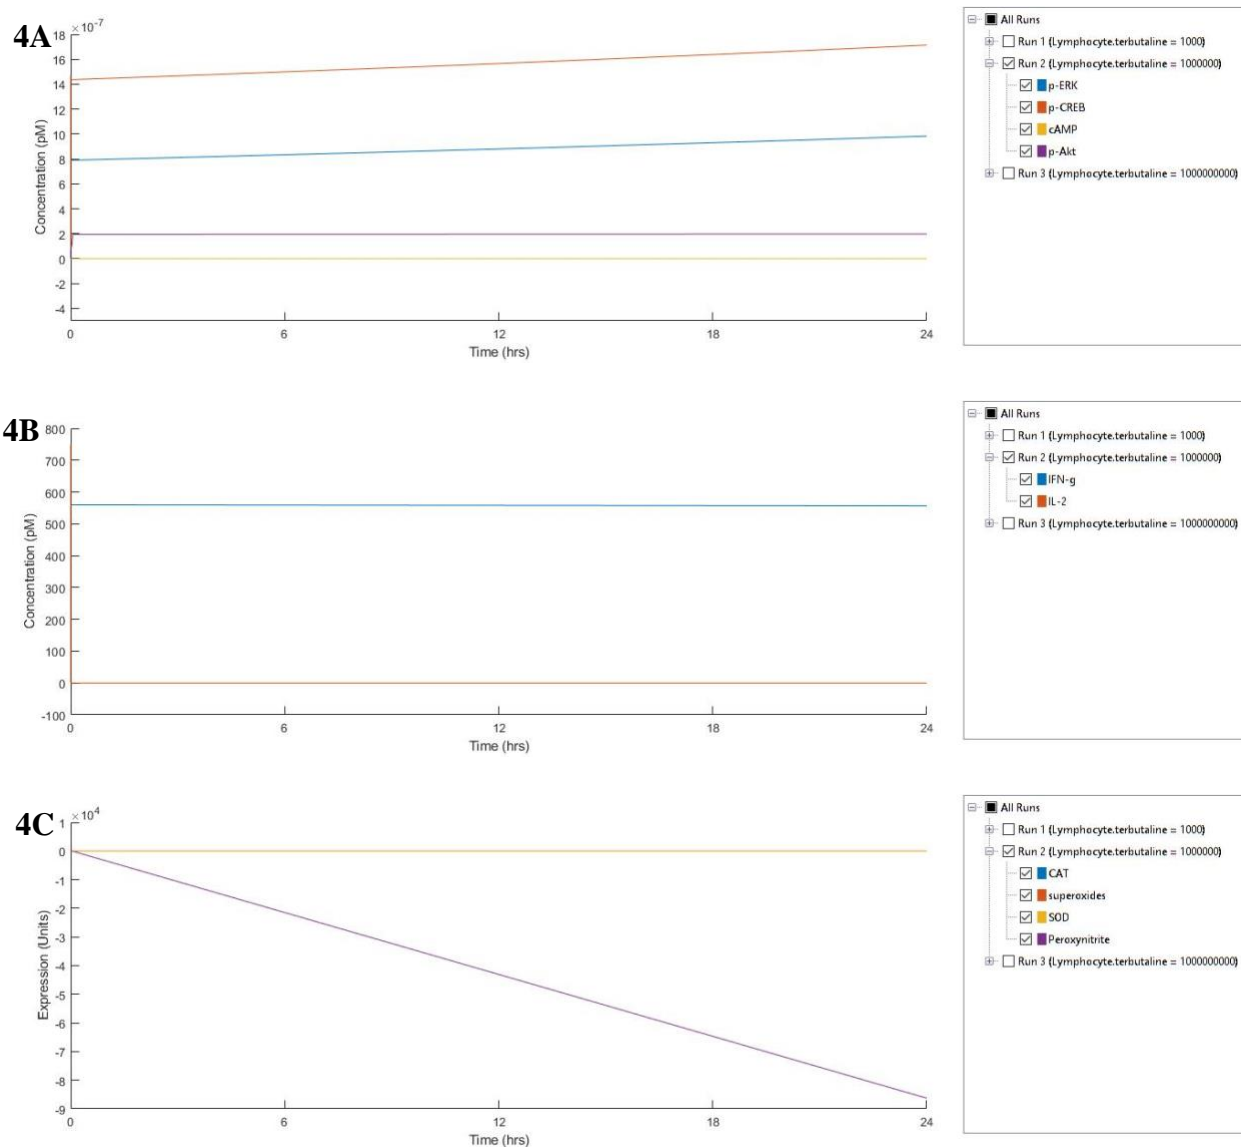 4A
×10⁻⁷
18
16
14
12
10
8
6
4
2
0
-2
-4
Concentration (pM)
0 6 12 18 24
Time (hrs)
All Runs
Run 1 (Lymphocyte.terbutaline = 1000)
Run 2 (Lymphocyte.terbutaline = 1000000)
p-ERK
p-CREB
cAMP
p-Akt
Run 3 (Lymphocyte.terbutaline = 1000000000)
4B
800
700
600
500
400
300
200
100
0
-100
Concentration (pM)
0 6 12 18 24
Time (hrs)
All Runs
Run 1 (Lymphocyte.terbutaline = 1000)
Run 2 (Lymphocyte.terbutaline = 1000000)
IFN-g
IL-2
Run 3 (Lymphocyte.terbutaline = 1000000000)
4C
×10⁴
1
0
-1
-2
-3
-4
-5
-6
-7
-8
-9
Expression (Units)
0 6 12 18 24
Time (hrs)
All Runs
Run 1 (Lymphocyte.terbutaline = 1000)
Run 2 (Lymphocyte.terbutaline = 1000000)
CAT
superoxides
SOD
Peroxynitrite
Run 3 (Lymphocyte.terbutaline = 1000000000)